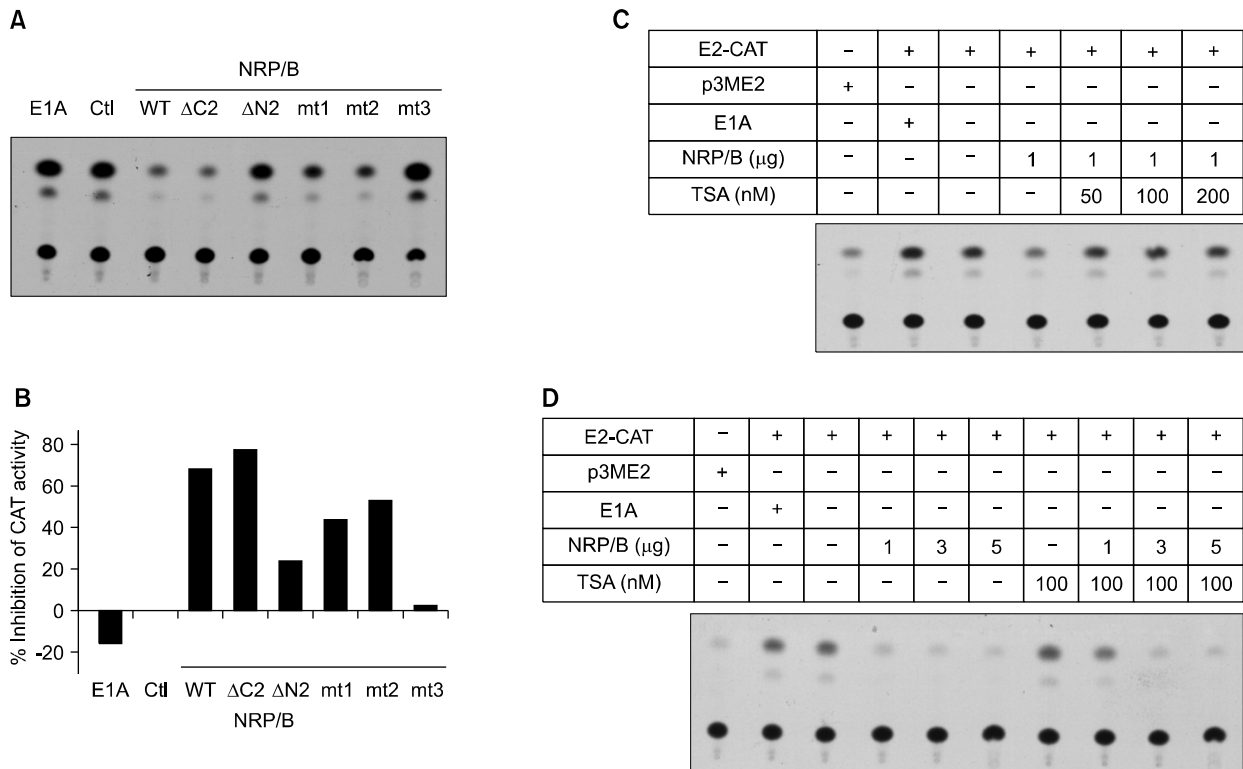 A
NRP/B
E1A Ctl WT ΔC2 ΔN2 mt1 mt2 mt3
B
% Inhibition of CAT activity
80
60
40
20
0
-20
E1A Ctl WT ΔC2 ΔN2 mt1 mt2 mt3
NRP/B
C
E2-CAT – + + + + + +
p3ME2 + – – – – – –
E1A – + – – – – –
NRP/B (μg) – – – 1 1 1 1
TSA (nM) – – – – 50 100 200
D
E2-CAT – + + + + + + + + +
p3ME2 + – – – – – – – – –
E1A – + – – – – – – – –
NRP/B (μg) – – – 1 3 5 – 1 3 5
TSA (nM) – – – – – – 100 100 100 100